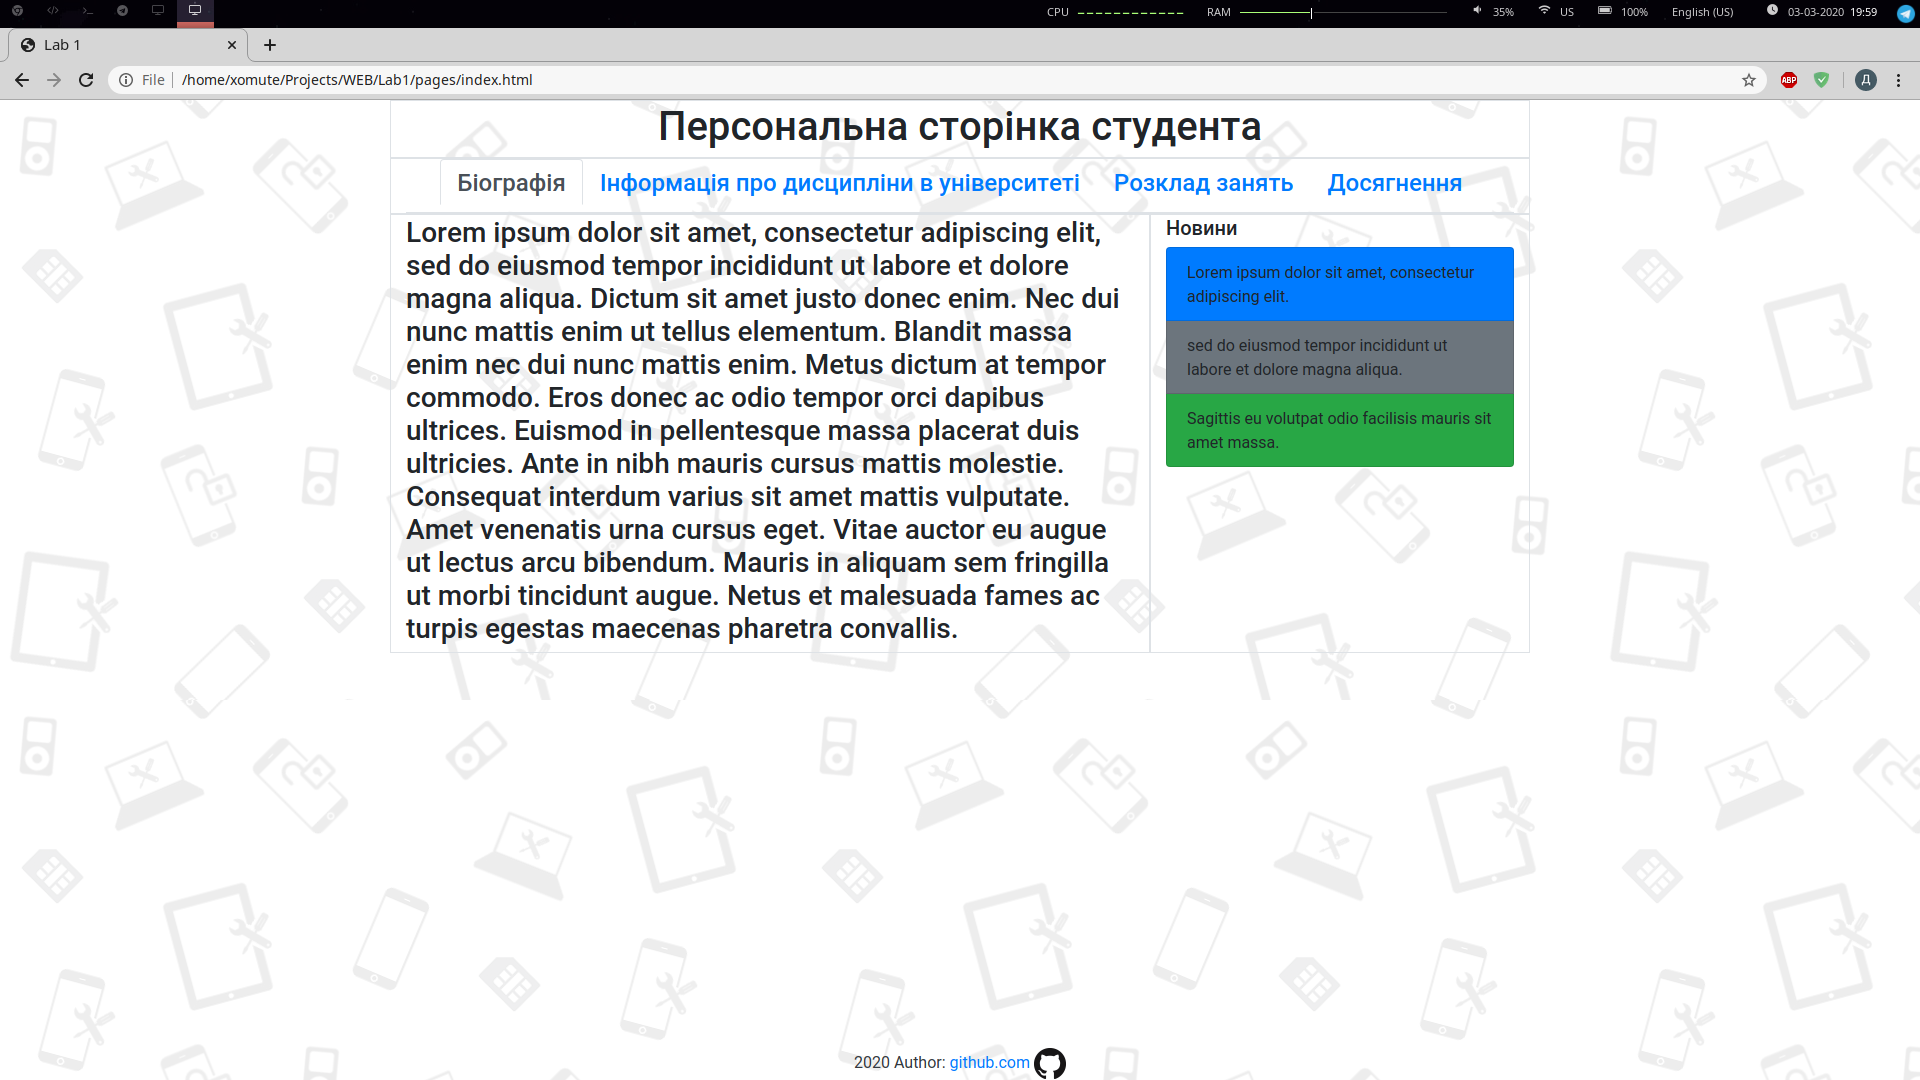 CPU RAM 35% US 100% English (US) 03-03-2020 19:59
Lab 1
File /home/xomute/Projects/WEB/Lab1/pages/index.html ABP Д
Персональна сторінка студента
Біографія Інформація про дисципліни в університеті Розклад занять Досягнення
Lorem ipsum dolor sit amet, consectetur adipiscing elit,
sed do eiusmod tempor incididunt ut labore et dolore
magna aliqua. Dictum sit amet justo donec enim. Nec dui
nunc mattis enim ut tellus elementum. Blandit massa
enim nec dui nunc mattis enim. Metus dictum at tempor
commodo. Eros donec ac odio tempor orci dapibus
ultrices. Euismod in pellentesque massa placerat duis
ultricies. Ante in nibh mauris cursus mattis molestie.
Consequat interdum varius sit amet mattis vulputate.
Amet venenatis urna cursus eget. Vitae auctor eu augue
ut lectus arcu bibendum. Mauris in aliquam sem fringilla
ut morbi tincidunt augue. Netus et malesuada fames ac
turpis egestas maecenas pharetra convallis.
Новини
Lorem ipsum dolor sit amet, consectetur
adipiscing elit.
sed do eiusmod tempor incididunt ut
labore et dolore magna aliqua.
Sagittis eu volutpat odio facilisis mauris sit
amet massa.
2020 Author: github.com